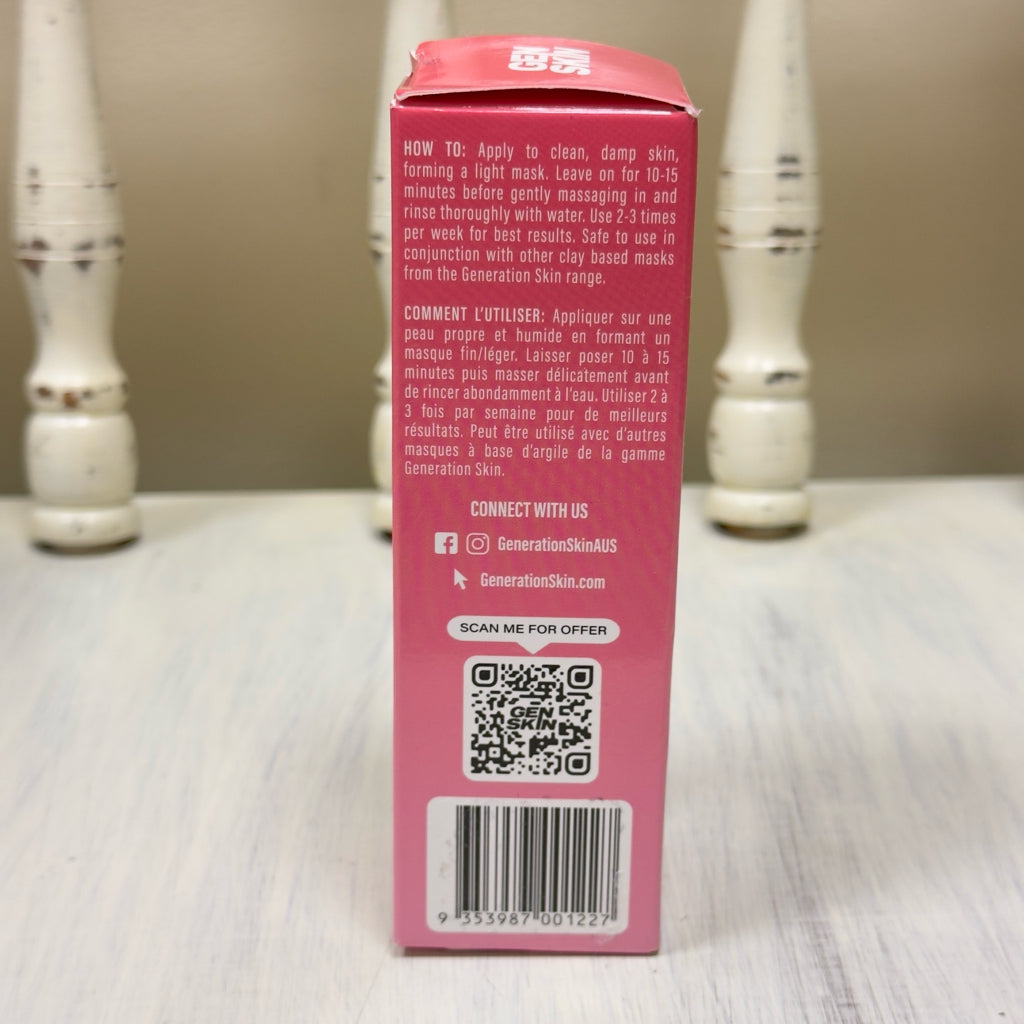 GEN
SKIN
HOW TO: Apply to clean, damp skin,
forming a light mask. Leave on for 10-15
minutes before gently massaging in and
rinse thoroughly with water. Use 2-3 times
per week for best results. Safe to use in
conjunction with other clay based masks
from the Generation Skin range.
COMMENT L'UTILISER: Appliquer sur une
peau propre et humide en formant un
masque fin/léger. Laisser poser 10 à 15
minutes puis masser délicatement avant
de rincer abondamment à l'eau. Utiliser 2 à
3 fois par semaine pour de meilleurs
résultats. Peut être utilisé avec d'autres
masques à base d'argile de la gamme
Generation Skin.
CONNECT WITH US
GenerationSkinAUS
GenerationSkin.com
SCAN ME FOR OFFER
GEN
SKIN
9 353987 001227